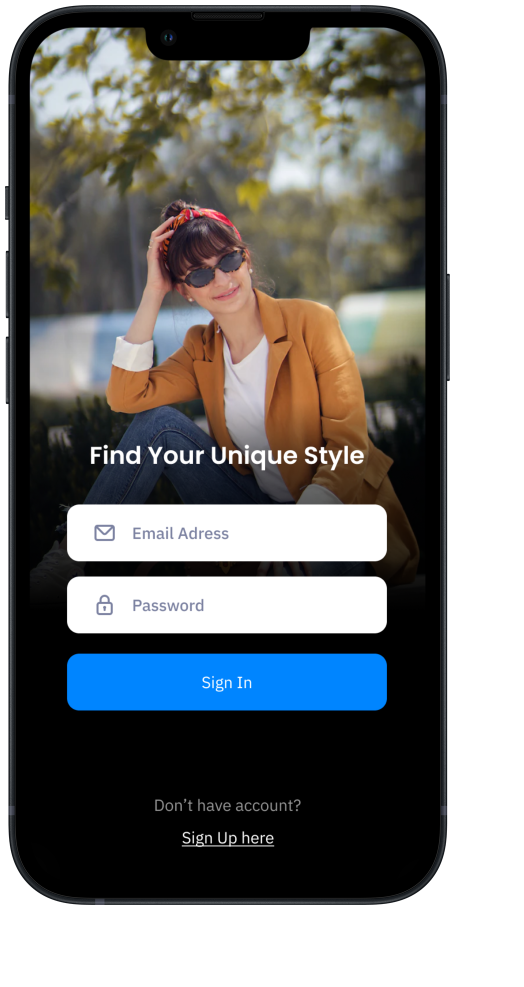 Find Your Unique Style
Email Adress
Password
Sign In
Don’t have account?
Sign Up here